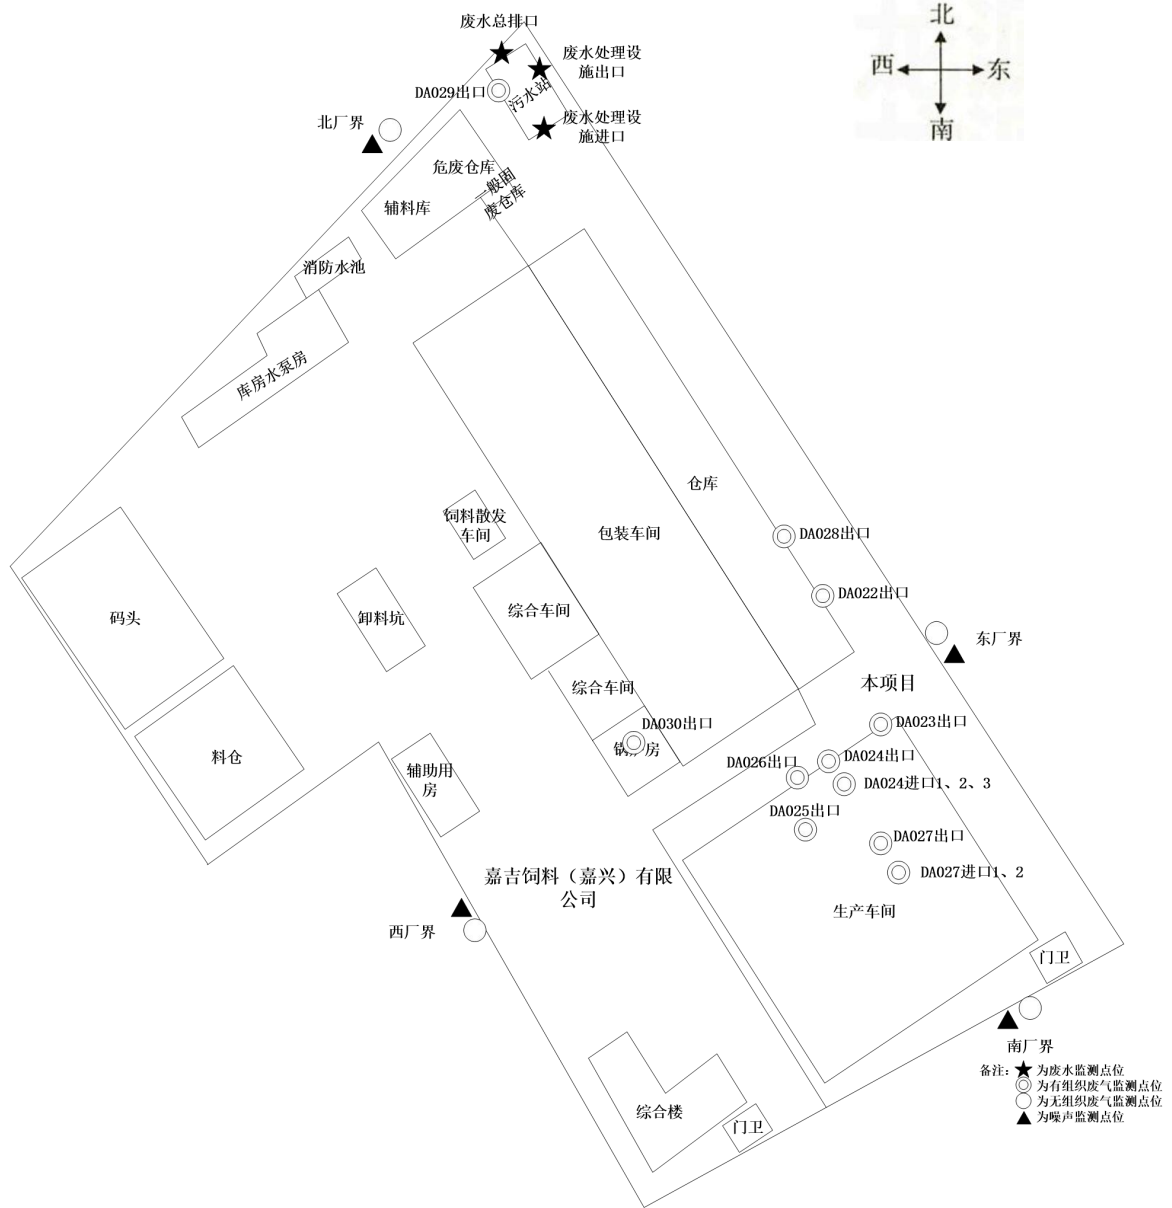 北
西
东
南
废水总排口
废水处理设
施出口
DA029出口
污水站
废水处理设
施进口
北厂界
危废仓库
一般固
废仓库
辅料库
消防水池
库房水泵房
仓库
饲料散发
车间
包装车间
DA028出口
DA022出口
码头
卸料坑
综合车间
东厂界
综合车间
本项目
DA030出口
DA023出口
料仓
锅炉房
DA026出口
DA024出口
辅助用
房
DA024进口1、2、3
DA025出口
DA027出口
嘉吉饲料（嘉兴）有限
公司
DA027进口1、2
生产车间
西厂界
门卫
南厂界
备注：
为废水监测点位
为有组织废气监测点位
为无组织废气监测点位
为噪声监测点位
综合楼
门卫